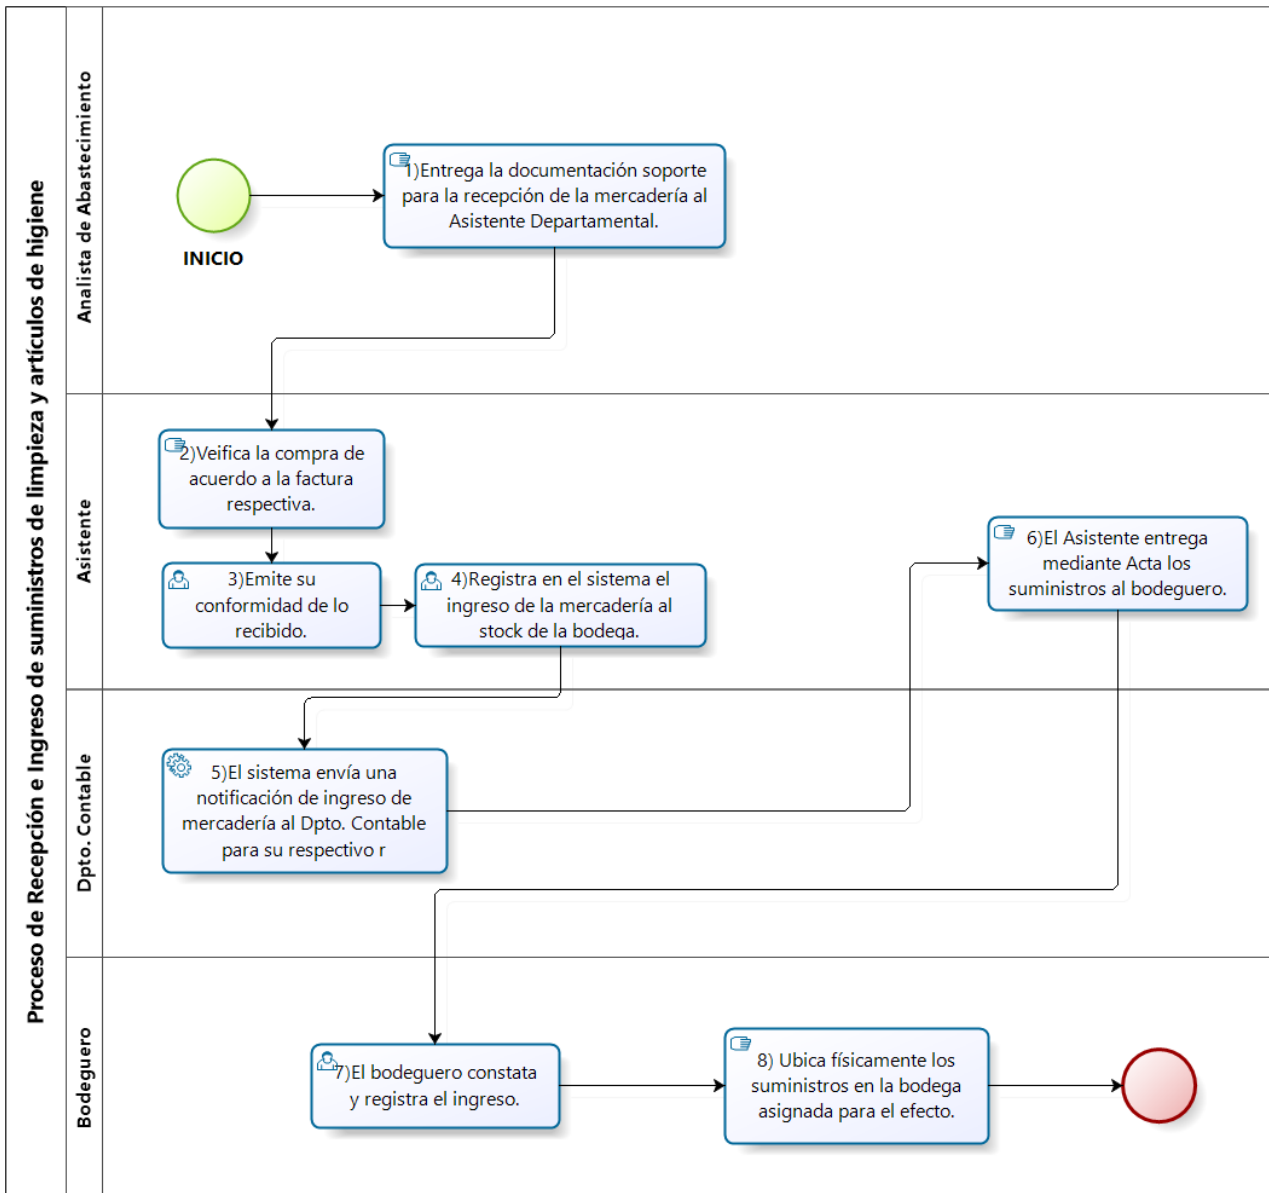 Proceso de Recepción e Ingreso de suministros de limpieza y artículos de higiene
Analista de Abastecimiento
INICIO
1)Entrega la documentación soporte
para la recepción de la mercadería al
Asistente Departamental.
Asistente
2)Veifica la compra de
acuerdo a la factura
respectiva.
3)Emite su
conformidad de lo
recibido.
4)Registra en el sistema el
ingreso de la mercadería al
stock de la bodega.
6)El Asistente entrega
mediante Acta los
suministros al bodeguero.
Dpto. Contable
5)El sistema envía una
notificación de ingreso de
mercadería al Dpto. Contable
para su respectivo r
Bodeguero
7)El bodeguero constata
y registra el ingreso.
8) Ubica físicamente los
suministros en la bodega
asignada para el efecto.